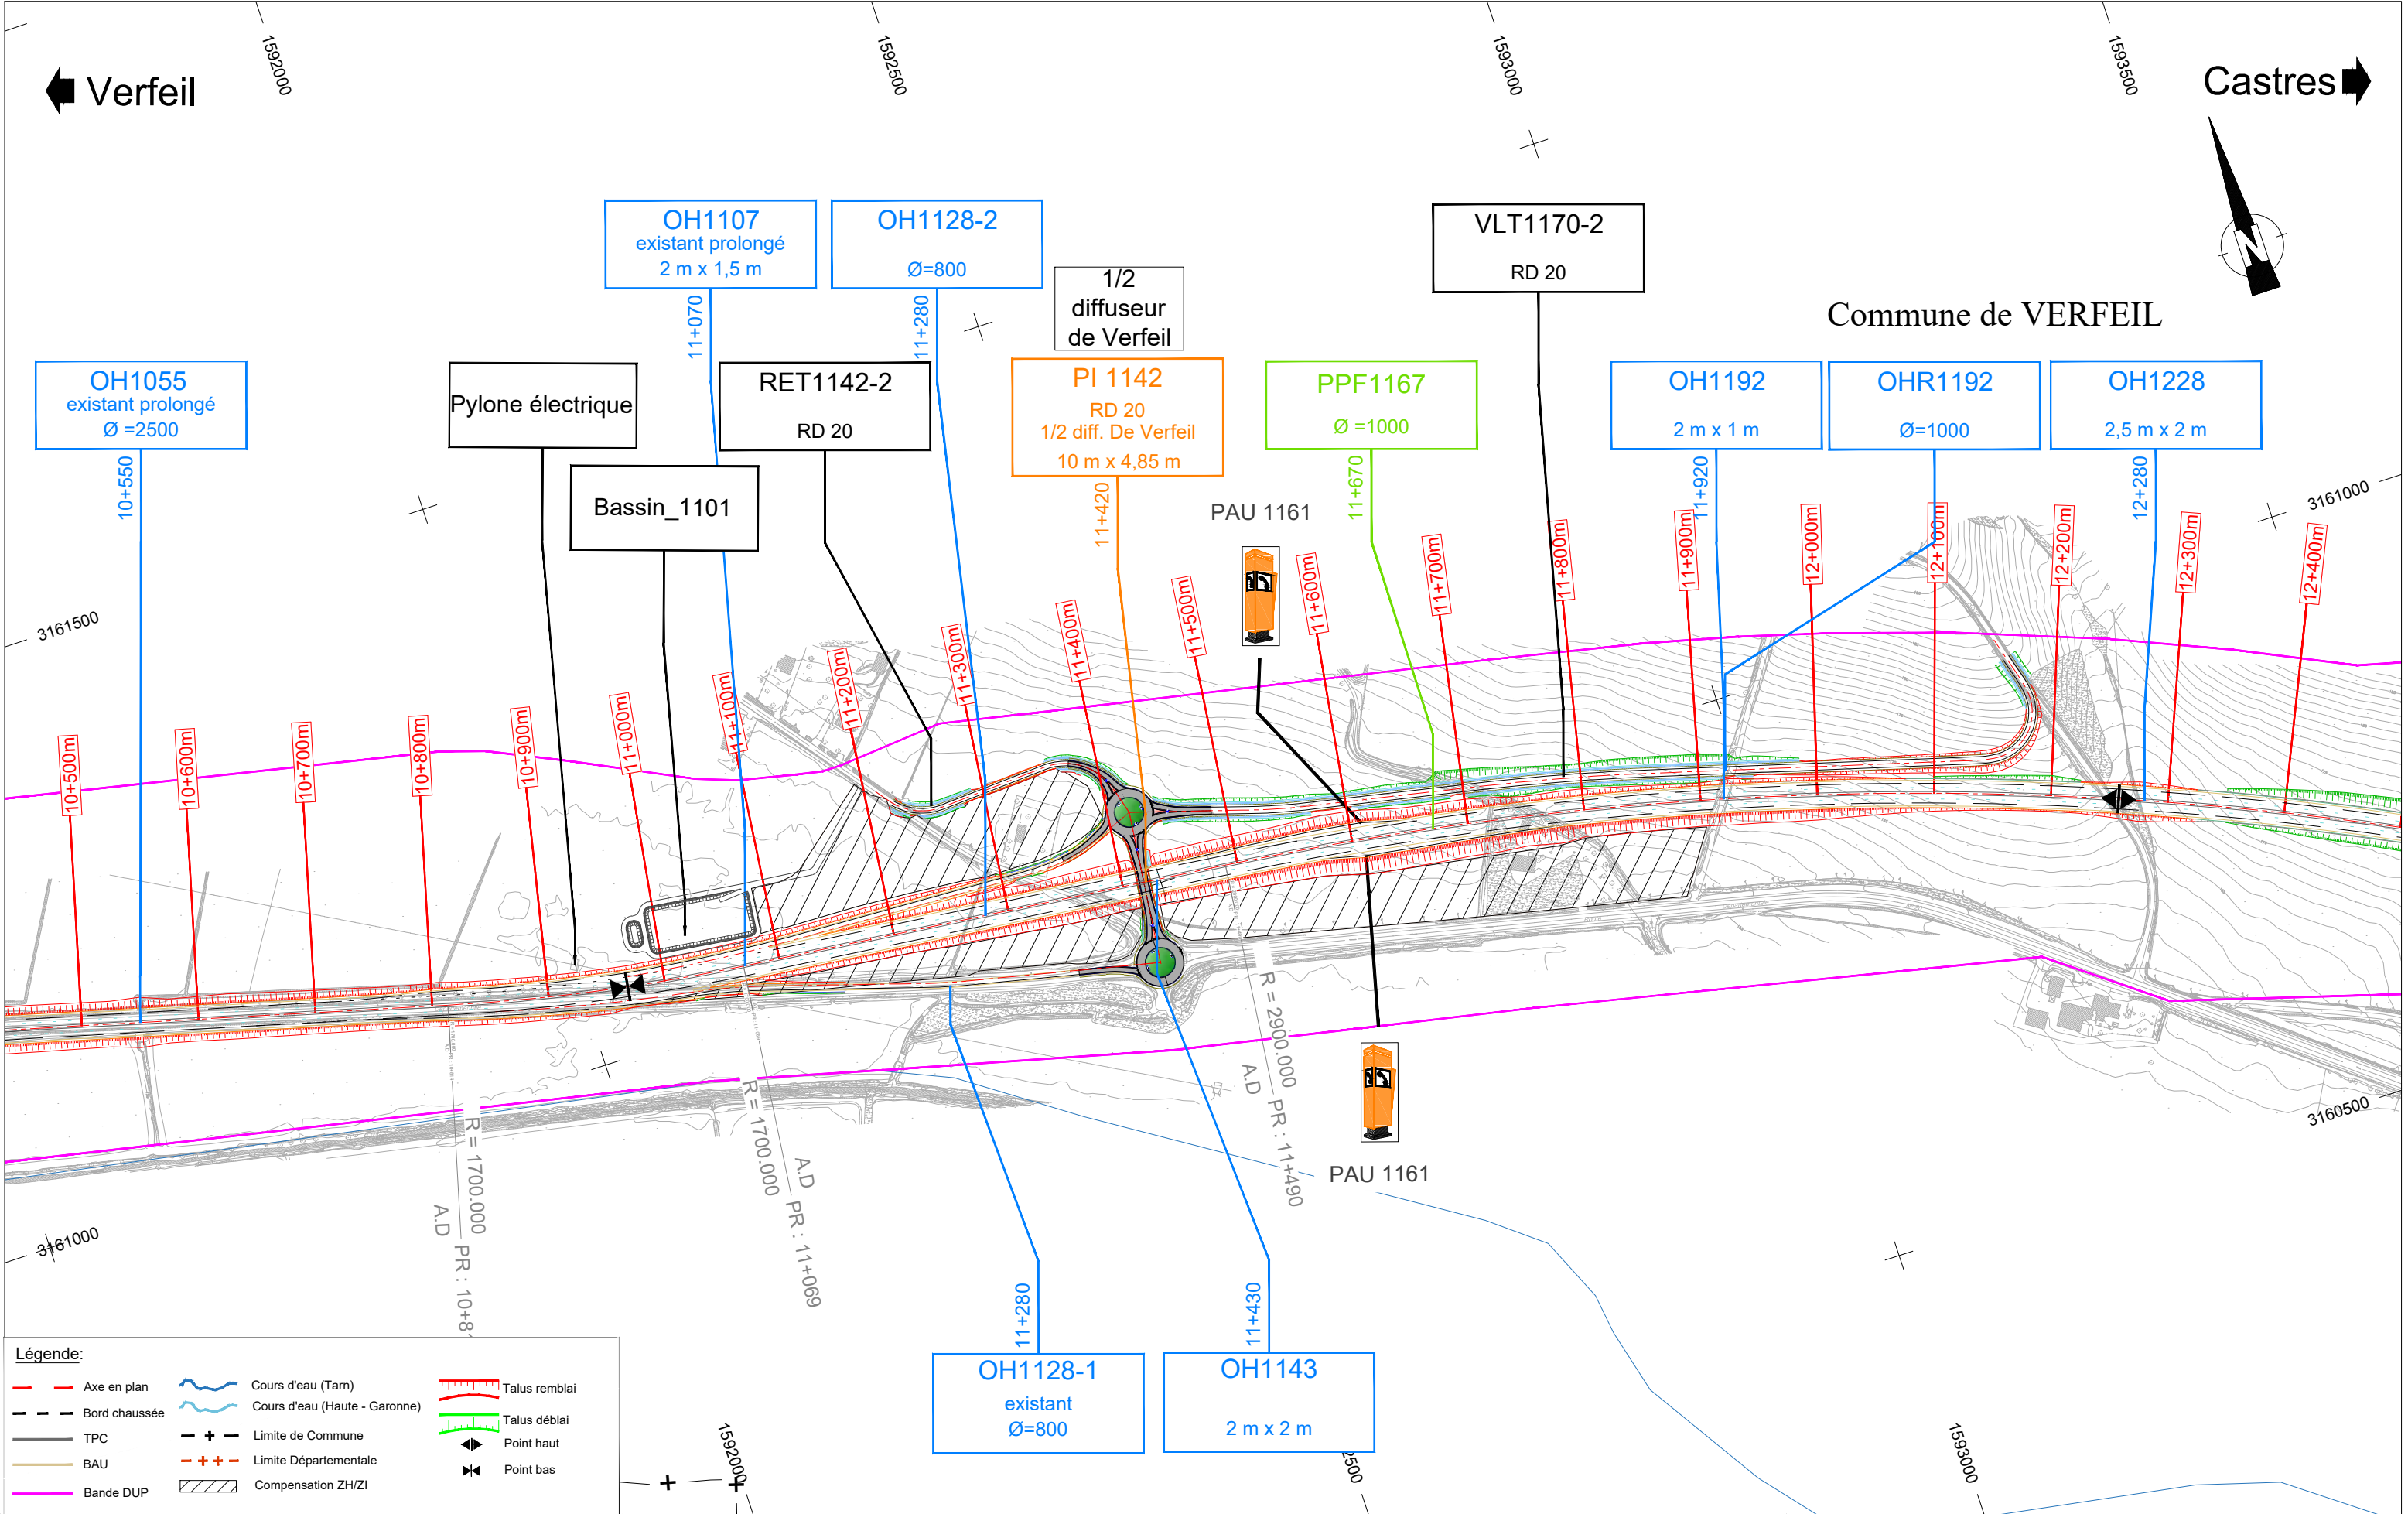 1592000
1592500
1593000
1593500
Verfeil
Castres
OH1107
existant prolongé
2 m x 1,5 m
11+070
OH1128-2
Ø=800
11+280
1/2
diffuseur
de Verfeil
VLT1170-2
RD 20
Commune de VERFEIL
OH1055
existant prolongé
Ø =2500
10+550
Pylone électrique
Bassin_1101
RET1142-2
RD 20
PI 1142
RD 20
1/2 diff. De Verfeil
10 m x 4,85 m
11+420
PPF1167
Ø =1000
11+670
OH1192
2 m x 1 m
11+920
OHR1192
Ø=1000
OH1228
2,5 m x 2 m
12+280
PAU 1161
3161000
3161500
10+500m
10+600m
10+700m
10+800m
10+900m
11+000m
11+100m
11+200m
11+300m
11+400m
11+500m
11+600m
11+700m
11+800m
11+900m
12+000m
12+100m
12+200m
12+300m
12+400m
R = 1700.000
A.D
PR : 10+8
R = 1700.000
A.D
PR : 11+069
R = 2900.000
A.D
PR : 11+490
PAU 1161
3160500
3161000
11+280
OH1128-1
existant
Ø=800
11+430
OH1143
2 m x 2 m
1592000
2500
1593000
Légende:
Axe en plan
Bord chaussée
TPC
BAU
Bande DUP
Cours d'eau (Tarn)
Cours d'eau (Haute - Garonne)
Limite de Commune
Limite Départementale
Compensation ZH/ZI
Talus remblai
Talus déblai
Point haut
Point bas